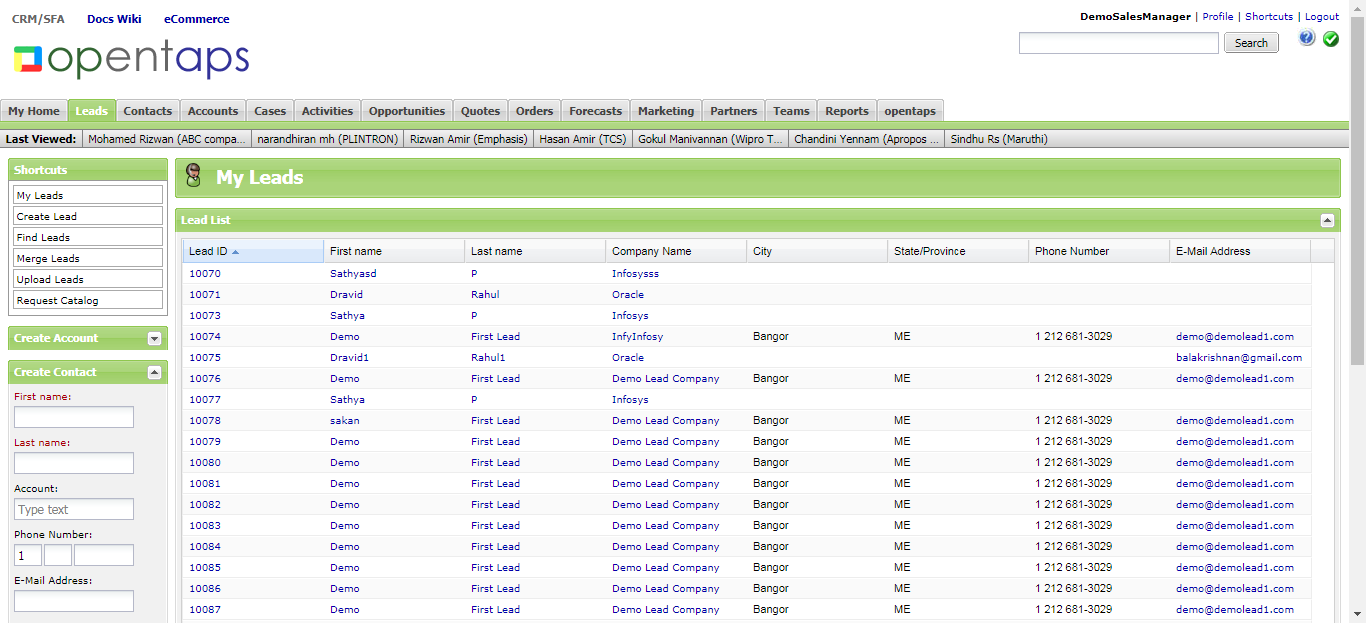 CRM/SFA Docs Wiki eCommerce
DemoSalesManager | Profile | Shortcuts | Logout
opentaps
Search
My Home Leads Contacts Accounts Cases Activities Opportunities Quotes Orders Forecasts Marketing Partners Teams Reports opentaps
Last Viewed: Mohamed Rizwan (ABC compa... narandhiran mh (PLINTRON) Rizwan Amir (Emphasis) Hasan Amir (TCS) Gokul Manivannan (Wipro T... Chandini Yennam (Apropos ... Sindhu Rs (Maruthi)
Shortcuts
My Leads
Create Lead
Find Leads
Merge Leads
Upload Leads
Request Catalog
Create Account
Create Contact
First name:
Last name:
Account:
Type text
Phone Number:
1
E-Mail Address:
My Leads
Lead List
Lead ID First name Last name Company Name City State/Province Phone Number E-Mail Address
10070 Sathyasd P Infosysss
10071 Dravid Rahul Oracle
10073 Sathya P Infosys
10074 Demo First Lead InfyInfosy Bangor ME 1 212 681-3029 demo@demolead1.com
10075 Dravid1 Rahul1 Oracle balakrishnan@gmail.com
10076 Demo First Lead Demo Lead Company Bangor ME 1 212 681-3029 demo@demolead1.com
10077 Sathya P Infosys
10078 sakan First Lead Demo Lead Company Bangor ME 1 212 681-3029 demo@demolead1.com
10079 Demo First Lead Demo Lead Company Bangor ME 1 212 681-3029 demo@demolead1.com
10080 Demo First Lead Demo Lead Company Bangor ME 1 212 681-3029 demo@demolead1.com
10081 Demo First Lead Demo Lead Company Bangor ME 1 212 681-3029 demo@demolead1.com
10082 Demo First Lead Demo Lead Company Bangor ME 1 212 681-3029 demo@demolead1.com
10083 Demo First Lead Demo Lead Company Bangor ME 1 212 681-3029 demo@demolead1.com
10084 Demo First Lead Demo Lead Company Bangor ME 1 212 681-3029 demo@demolead1.com
10085 Demo First Lead Demo Lead Company Bangor ME 1 212 681-3029 demo@demolead1.com
10086 Demo First Lead Demo Lead Company Bangor ME 1 212 681-3029 demo@demolead1.com
10087 Demo First Lead Demo Lead Company Bangor ME 1 212 681-3029 demo@demolead1.com